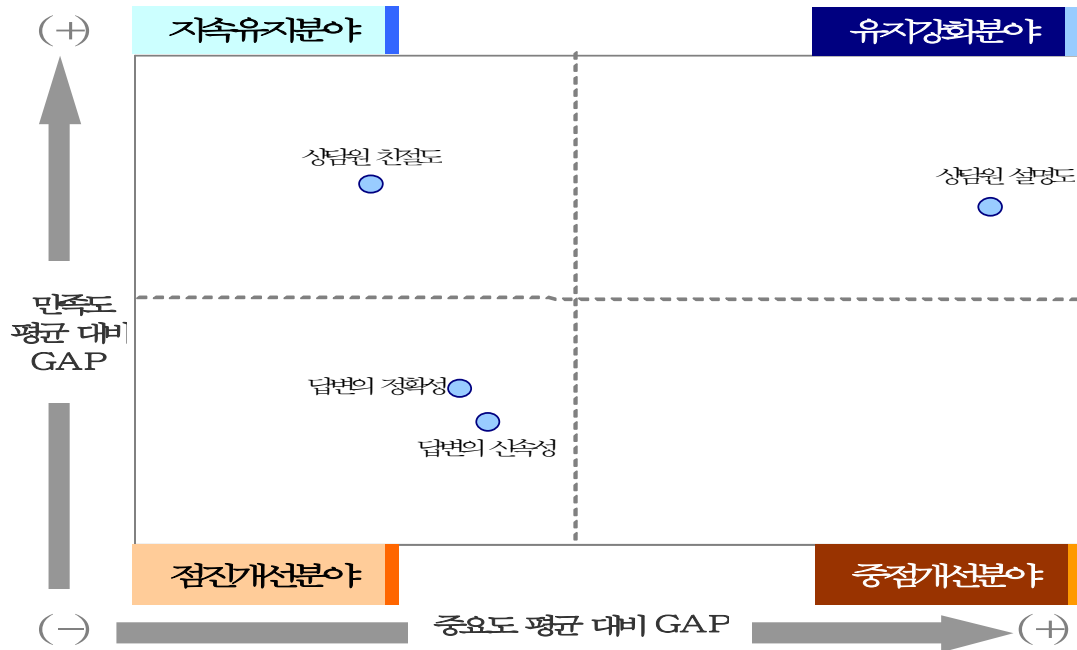 (+)
지속유지분야
유지강화분야
상담원 친절도
상담원 설명도
만족도
평균 대비
GAP
답변의 정확성
답변의 신속성
점진개선분야
중점개선분야
(−)
중요도 평균 대비 GAP
(+)